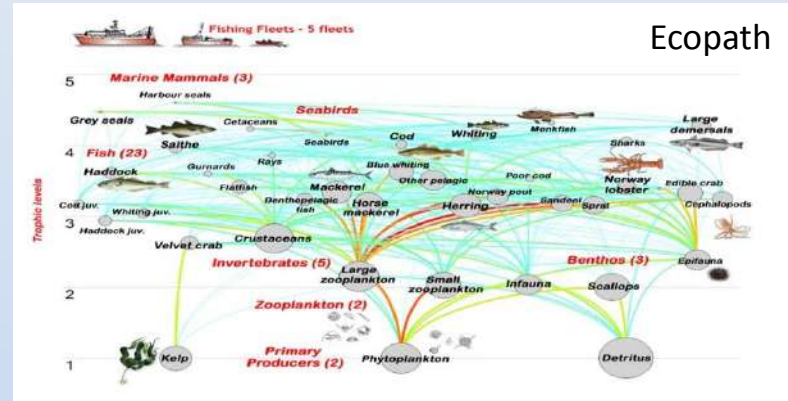 Fishing Fleets - 5 fleets
Ecopath
5
Marine Mammals (3)
Harbour seals
Seabirds
Grey seals
Cetaceans
Saithe
Seabirds
Cod
Whiting
Monkfish
Large
demersals
Sharks
4
Fish (23)
Haddock
Gurnards
Rays
Blue whiting
Other pelagic
Poor cod
Norway
lobster
Edible crab
Flatfish
Mackerel
Norway pout
Cod juv.
Whiting juv.
Benthopelagic
fish
Horse
mackerel
Herring
Sandeel
Sprat
Cephalopods
3
Haddock juv.
Velvet crab
Crustaceans
Trophic levels
Invertebrates (5)
Large
zooplankton
Small
zooplankton
Infauna
Benthos (3)
Scallops
Epifauna
2
Zooplankton (2)
Primary
Producers (2)
1
Kelp
Phytoplankton
Detritus